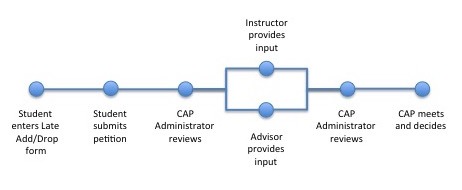 Student
enters Late
Add/Drop
form
Student
submits
petition
CAP
Administrator
reviews
Instructor
provides
input
Advisor
provides
input
CAP
Administrator
reviews
CAP meets
and decides